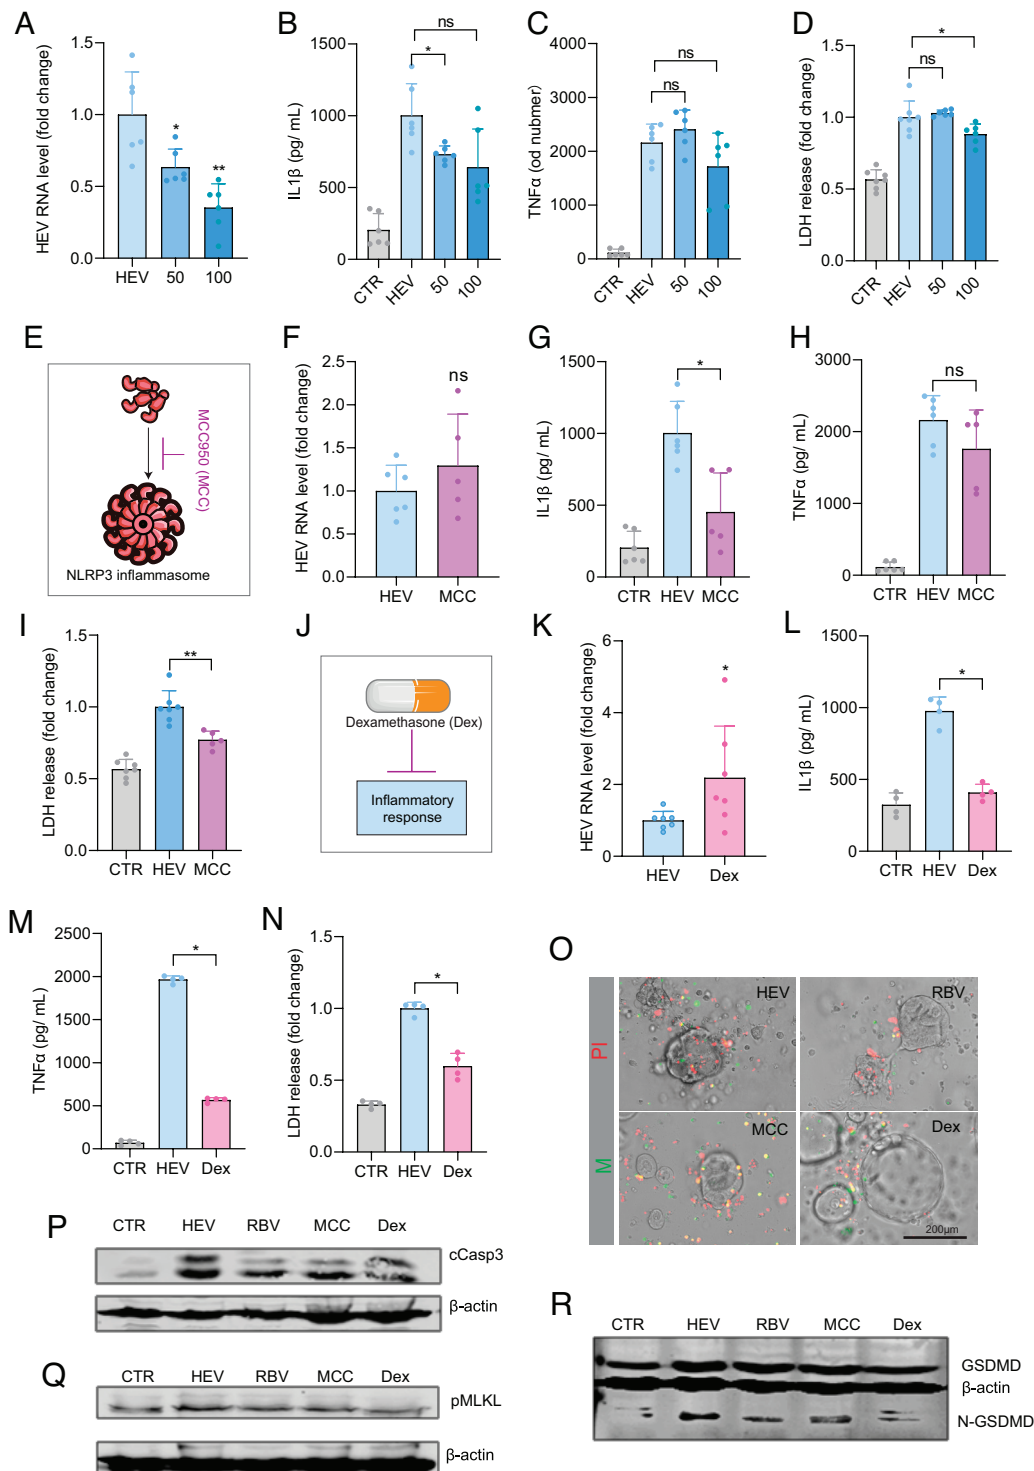 A
HEV RNA level (fold change)
1.5
1.0
0.5
0.0
*
**
HEV 50 100
B
IL1β
(pg/ mL)
1500
1000
500
0
ns
*
CTR HEV 50 100
C
TNFα (od nubmer)
4000
3000
2000
1000
0
ns
ns
CTR HEV 50 100
D
LDH release (fold change)
1.5
1.0
0.5
0.0
*
ns
CTR HEV 50 100
E
MCC950 (MCC)
NLRP3 inflammasome
F
HEV RNA level (fold change)
2.5
2.0
1.5
1.0
0.5
0.0
ns
HEV MCC
G
IL1β
(pg/ mL)
1500
1000
500
0
*
CTR HEV MCC
H
TNFα
(pg/ mL)
3000
2000
1000
0
ns
CTR HEV MCC
I
LDH release (fold change)
1.5
1.0
0.5
0.0
**
CTR HEV MCC
J
Dexamethasone (Dex)
Inflammatory
response
K
HEV RNA level (fold change)
6
4
2
0
*
HEV Dex
L
IL1β
(pg/ mL)
1500
1000
500
0
*
CTR HEV Dex
M
TNFα
(pg/ mL)
2500
2000
1500
1000
500
0
*
CTR HEV Dex
N
LDH release (fold change)
1.5
1.0
0.5
0.0
*
CTR HEV Dex
O
PI
M
HEV
RBV
MCC
Dex
200µm
P
CTR HEV RBV MCC Dex
cCasp3
β-actin
Q
CTR HEV RBV MCC Dex
pMLKL
β-actin
R
CTR HEV RBV MCC Dex
GSDMD
β-actin
N-GSDMD